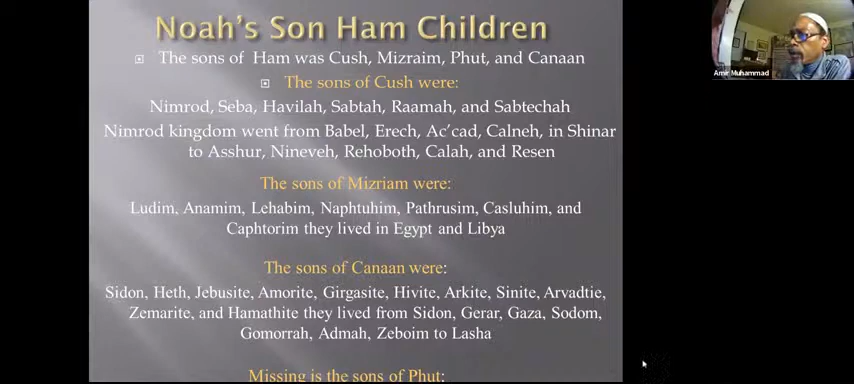 Noah's Son Ham Children
The sons of Ham was Cush, Mizraim, Phut, and Canaan
The sons of Cush were:
Nimrod, Seba, Havilah, Sabtah, Raamah, and Sabtechah
Nimrod kingdom went from Babel, Erech, Ac'cad, Calneh, in Shinar
to Asshur, Nineveh, Rehoboth, Calah, and Resen
The sons of Mizriam were:
Ludim, Anamim, Lehabim, Naphtuhim, Pathrusim, Casluhim, and
Caphtorim they lived in Egypt and Libya
The sons of Canaan were:
Sidon, Heth, Jebusite, Amorite, Girgasite, Hivite, Arkite, Sinite, Arvadtie,
Zemarite, and Hamathite they lived from Sidon, Gerar, Gaza, Sodom,
Gomorrah, Admah, Zeboim to Lasha
Missing is the sons of Phut:
Amir Muhammad